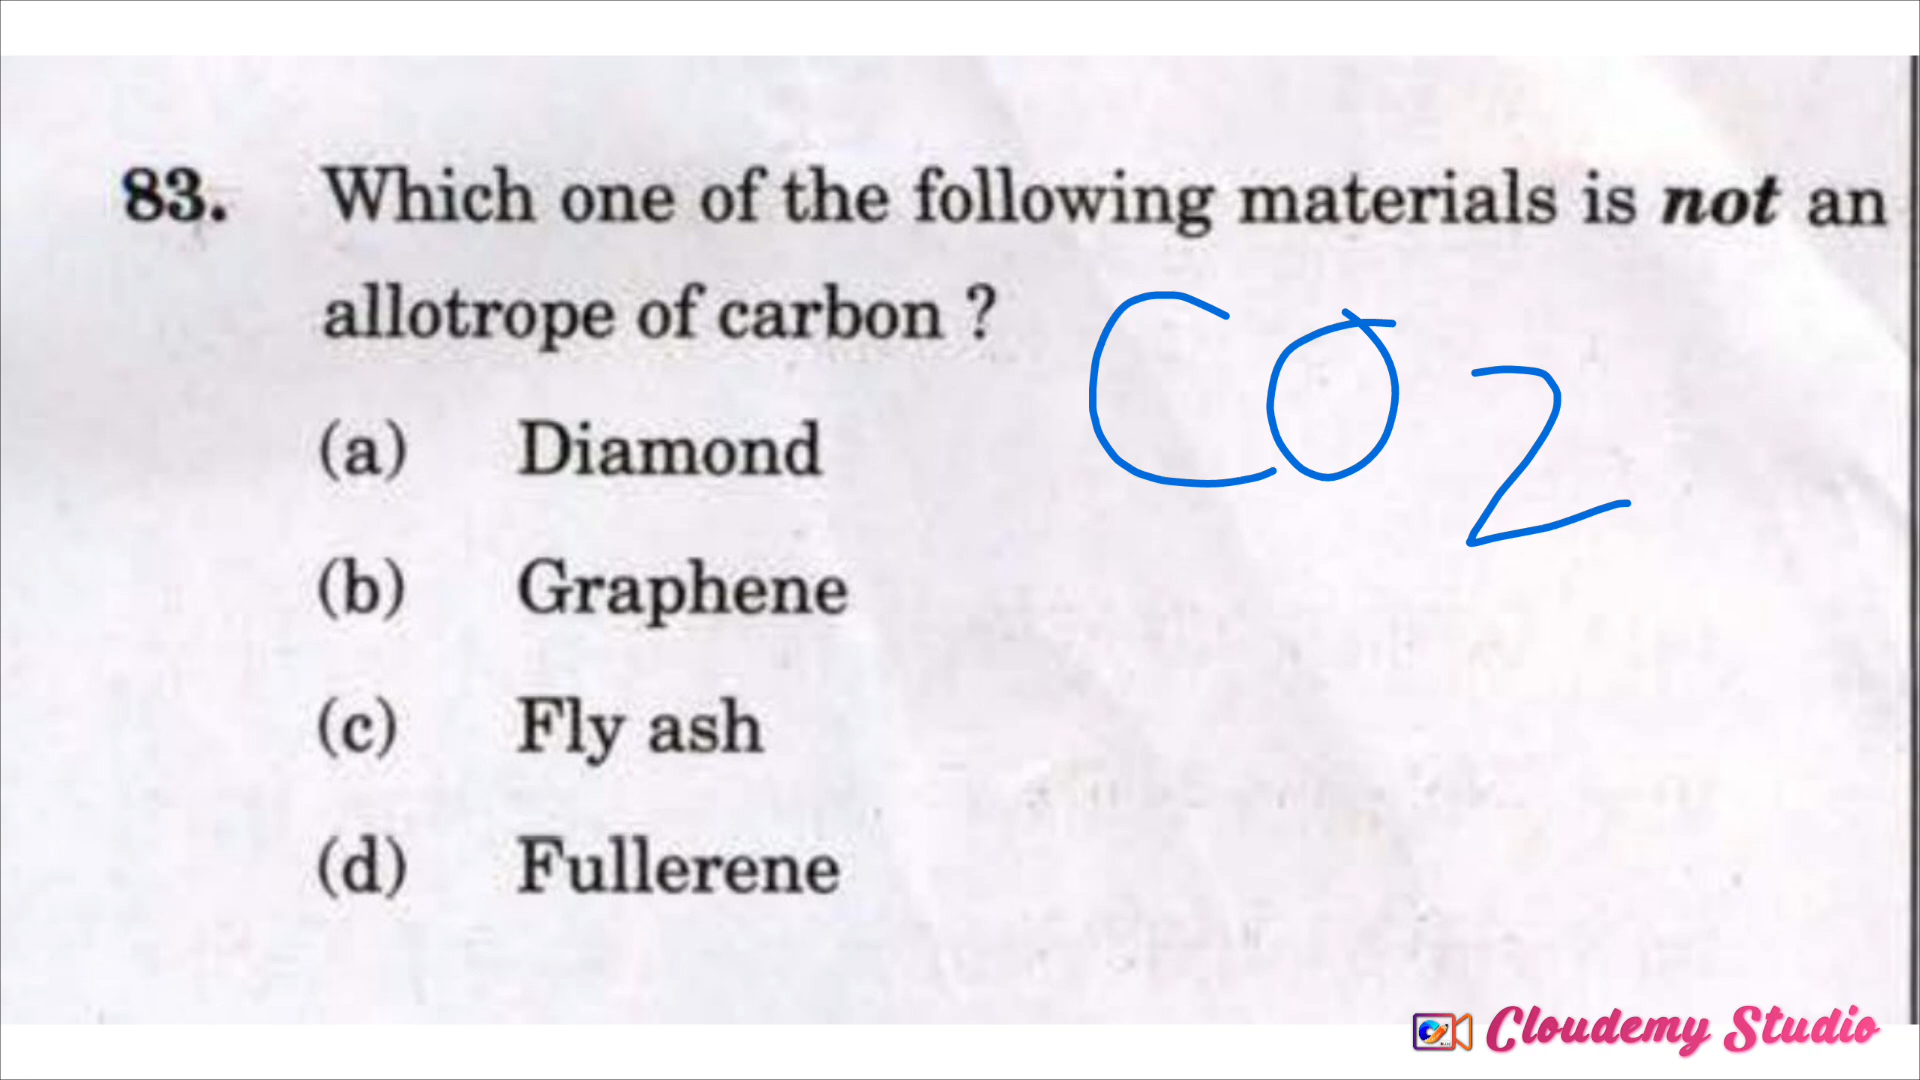 83. Which one of the following materials is not an
allotrope of carbon ?
CO2
(a) Diamond
(b) Graphene
(c) Fly ash
(d) Fullerene
Cloudemy Studio